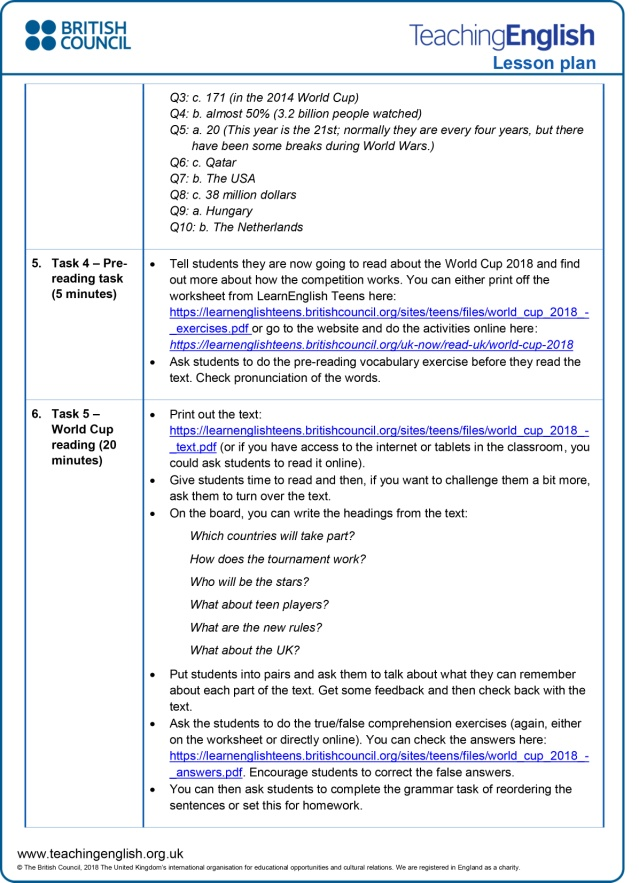 BRITISH
COUNCIL
TeachingEnglish
Lesson plan
Q3: c. 171 (in the 2014 World Cup)
Q4: b. almost 50% (3.2 billion people watched)
Q5: a. 20 (This year is the 21st; normally they are every four years, but there
have been some breaks during World Wars.)
Q6: c. Qatar
Q7: b. The USA
Q8: c. 38 million dollars
Q9: a. Hungary
Q10: b. The Netherlands
5. Task 4 – Pre-
reading task
(5 minutes)
• Tell students they are now going to read about the World Cup 2018 and find
out more about how the competition works. You can either print off the
worksheet from LearnEnglish Teens here:
https://learnenglishteens.britishcouncil.org/sites/teens/files/world_cup_2018_-
_exercises.pdf or go to the website and do the activities online here:
https://learnenglishteens.britishcouncil.org/uk-now/read-uk/world-cup-2018
• Ask students to do the pre-reading vocabulary exercise before they read the
text. Check pronunciation of the words.
6. Task 5 –
World Cup
reading (20
minutes)
• Print out the text:
https://learnenglishteens.britishcouncil.org/sites/teens/files/world_cup_2018_-
_text.pdf (or if you have access to the internet or tablets in the classroom, you
could ask students to read it online).
• Give students time to read and then, if you want to challenge them a bit more,
ask them to turn over the text.
• On the board, you can write the headings from the text:
Which countries will take part?
How does the tournament work?
Who will be the stars?
What about teen players?
What are the new rules?
What about the UK?
• Put students into pairs and ask them to talk about what they can remember
about each part of the text. Get some feedback and then check back with the
text.
• Ask the students to do the true/false comprehension exercises (again, either
on the worksheet or directly online). You can check the answers here:
https://learnenglishteens.britishcouncil.org/sites/teens/files/world_cup_2018_-
_answers.pdf. Encourage students to correct the false answers.
• You can then ask students to complete the grammar task of reordering the
sentences or set this for homework.
www.teachingenglish.org.uk
© The British Council, 2018 The United Kingdom's international organisation for educational opportunities and cultural relations. We are registered in England as a charity.